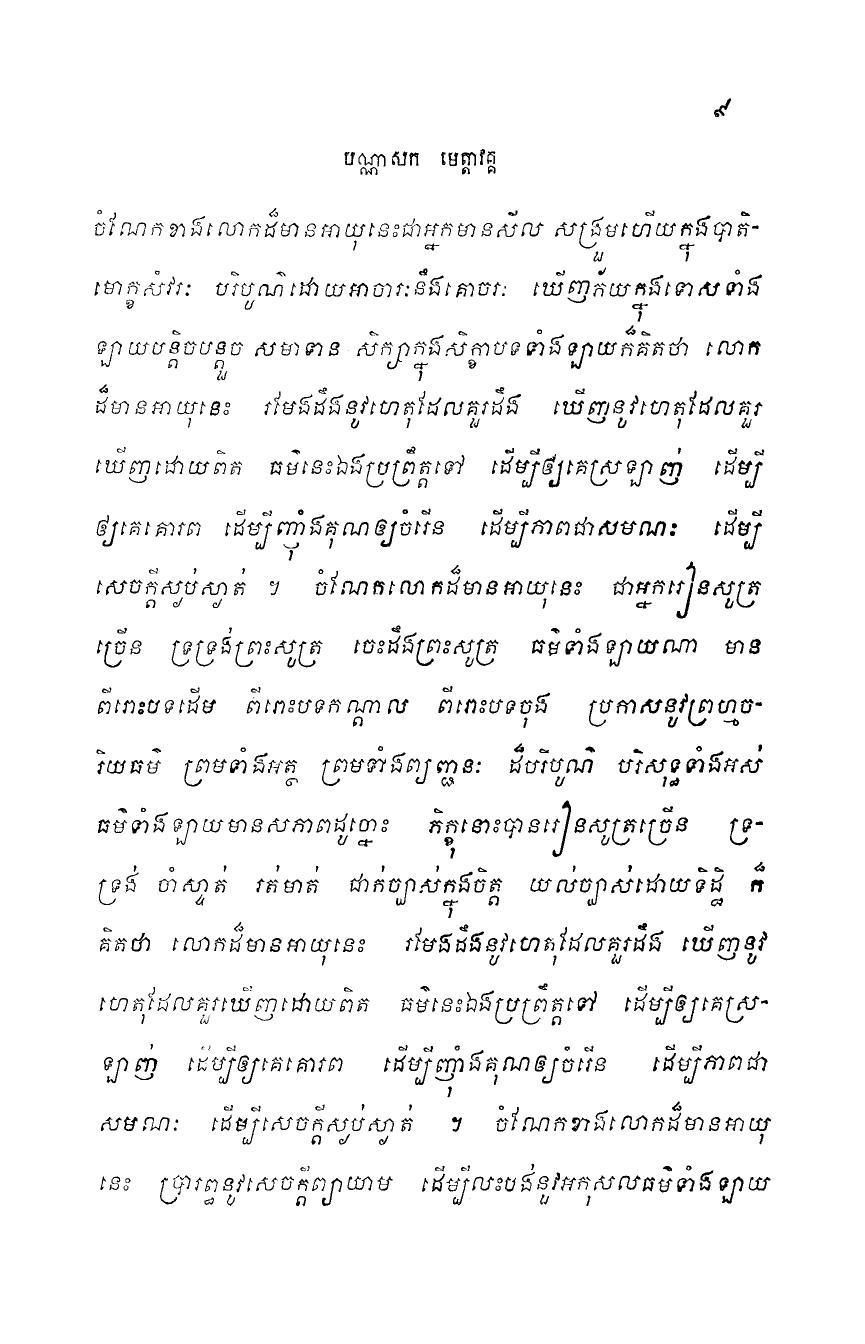 ៩
បណ្ណាសក មេត្តាវគ្គ
ចំណែកខាងលោកដ៏មានអាយុនេះជាអ្នកមានសីល សង្រួមហើយក្នុងបាតិ-
មោក្ខសំវរៈ បរិបូណ៌ដោយអាចារៈនឹងគោចរៈ ឃើញភ័យក្នុងទោសទាំង
ឡាយបន្តិចបន្តួច សមាទាន សិក្សាក្នុងសិក្ខាបទទាំងឡាយក៏គិតថា លោក
ដ៏មានអាយុនេះ រមែងដឹងនូវហេតុដែលគួរដឹង ឃើញនូវហេតុដែលគួរ
ឃើញដោយពិត ធម៌នេះឯងប្រព្រឹត្តទៅ ដើម្បីឲ្យគេស្រឡាញ់ ដើម្បី
ឲ្យគេគោរព ដើម្បីញ៉ាំងគុណឲ្យចំរើន ដើម្បីភាពជាសមណៈ ដើម្បី
សេចក្តីស្ងប់ស្ងាត់ ។ ចំណែកលោកដ៏មានអាយុនេះ ជាអ្នករៀនសូត្រ
ច្រើន ទ្រទ្រង់ព្រះសូត្រ ចេះដឹងព្រះសូត្រ ធម៌ទាំងឡាយណា មាន
ពីរោះបទដើម ពីរោះបទកណ្តាល ពីរោះបទចុង ប្រកាសនូវព្រហ្មច-
រិយធម៌ ព្រមទាំងអត្ថ ព្រមទាំងព្យញ្ជនៈ ដ៏បរិបូណ៌ បរិសុទ្ធទាំងអស់
ធម៌ទាំងឡាយមានសភាពដូច្នោះ ភិក្ខុនោះបានរៀនសូត្រច្រើន ទ្រ-
ទ្រង់ ចាំស្ទាត់ រត់មាត់ ជាក់ច្បាស់ក្នុងចិត្ត យល់ច្បាស់ដោយទិដ្ឋិ ក៏
គិតថា លោកដ៏មានអាយុនេះ រមែងដឹងនូវហេតុដែលគួរដឹង ឃើញនូវ
ហេតុដែលគួរឃើញដោយពិត ធម៌នេះឯងប្រព្រឹត្តទៅ ដើម្បីឲ្យគេស្រ-
ឡាញ់ ដើម្បីឲ្យគេគោរព ដើម្បីញ៉ាំងគុណឲ្យចំរើន ដើម្បីភាពជា
សមណៈ ដើម្បីសេចក្តីស្ងប់ស្ងាត់ ។ ចំណែកខាងលោកដ៏មានអាយុ
នេះ ប្រារព្ធនូវសេចក្តីព្យាយាម ដើម្បីលះបង់នូវអកុសលធម៌ទាំងឡាយ